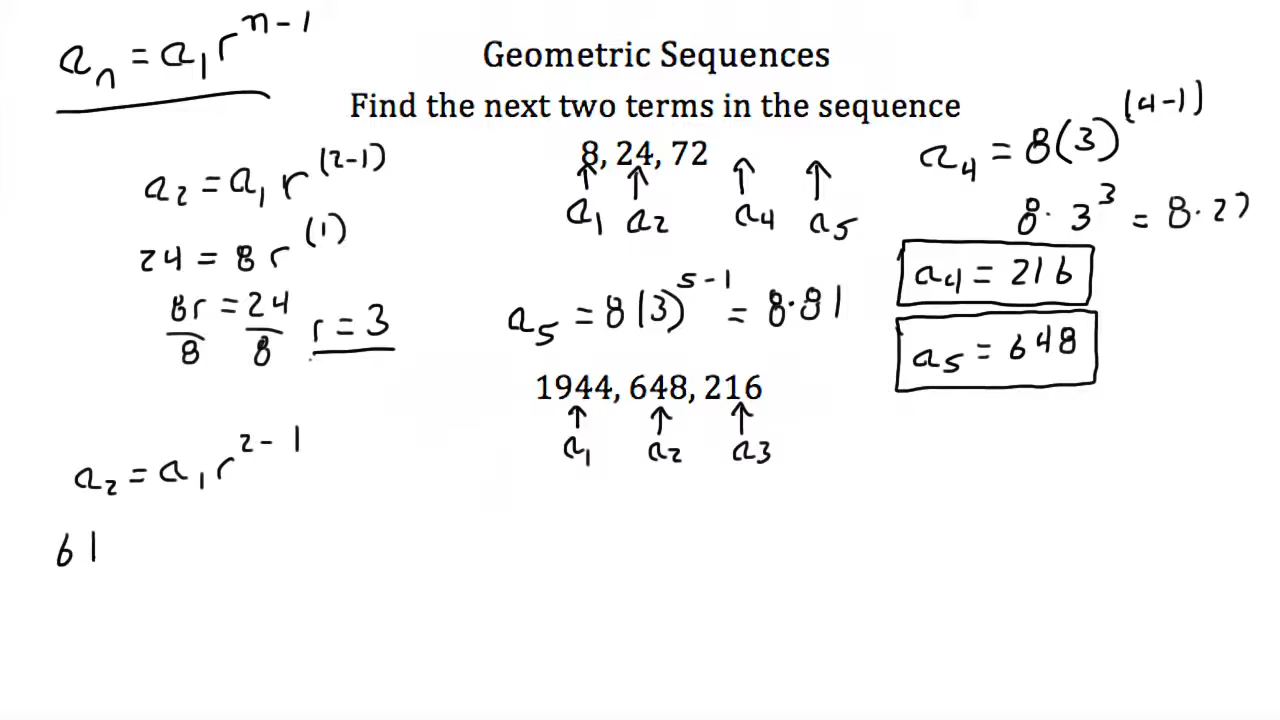 aₙ = a₁rⁿ⁻¹
Geometric Sequences
Find the next two terms in the sequence
8, 24, 72
a₁ a₂ a₄ a₅
a₂ = a₁ r⁽²⁻¹⁾
24 = 8 r⁽¹⁾
8r = 24
8 8
r = 3
a₄ = 8(3)⁽⁴⁻¹⁾
8 · 3³ = 8 · 27
a₄ = 216
a₅ = 8(3)⁵⁻¹ = 8 · 81
a₅ = 648
1944, 648, 216
a₁ a₂ a₃
a₂ = a₁r²⁻¹
61